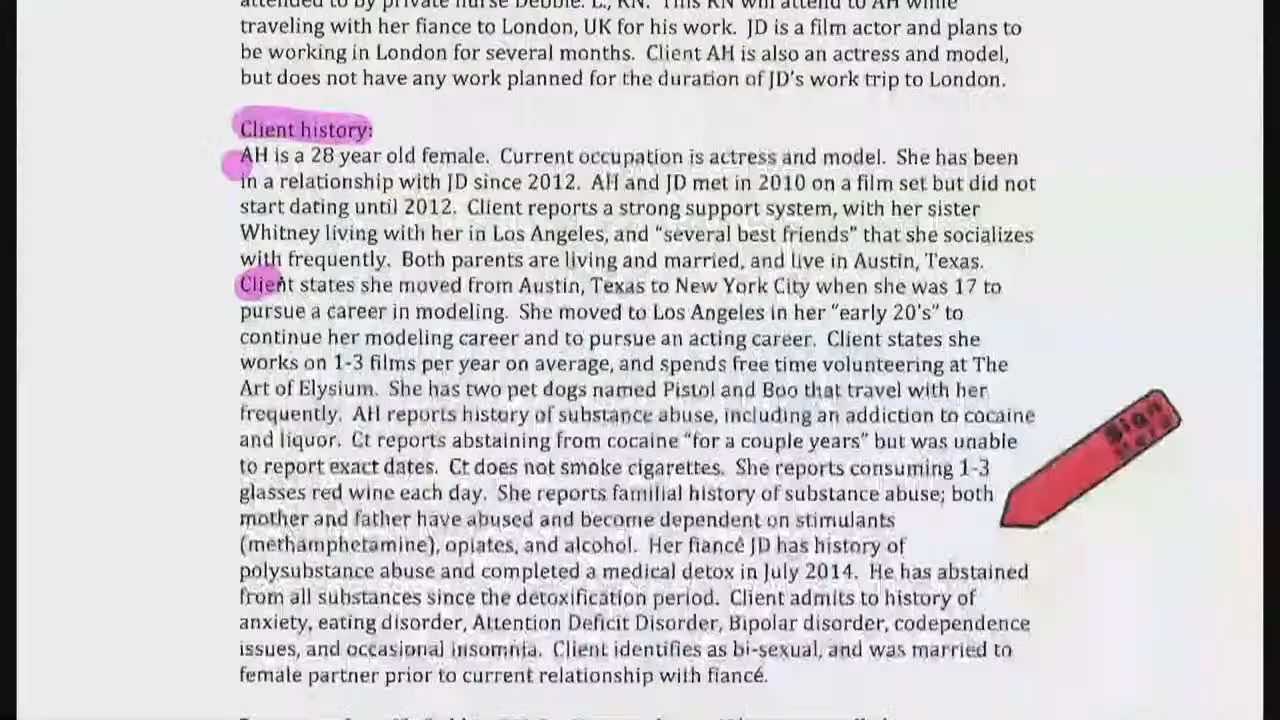 attended to by private nurse Debbie. L., RN. This RN will attend to AH while
traveling with her fiance to London, UK for his work. JD is a film actor and plans to
be working in London for several months. Client AH is also an actress and model,
but does not have any work planned for the duration of JD's work trip to London.
Client history:
AH is a 28 year old female. Current occupation is actress and model. She has been
in a relationship with JD since 2012. AH and JD met in 2010 on a film set but did not
start dating until 2012. Client reports a strong support system, with her sister
Whitney living with her in Los Angeles, and "several best friends" that she socializes
with frequently. Both parents are living and married, and live in Austin, Texas.
Client states she moved from Austin, Texas to New York City when she was 17 to
pursue a career in modeling. She moved to Los Angeles in her "early 20's" to
continue her modeling career and to pursue an acting career. Client states she
works on 1-3 films per year on average, and spends free time volunteering at The
Art of Elysium. She has two pet dogs named Pistol and Boo that travel with her
frequently. AH reports history of substance abuse, including an addiction to cocaine
and liquor. Ct reports abstaining from cocaine "for a couple years" but was unable
to report exact dates. Ct does not smoke cigarettes. She reports consuming 1-3
glasses red wine each day. She reports familial history of substance abuse; both
mother and father have abused and become dependent on stimulants
(methamphetamine), opiates, and alcohol. Her fiancé JD has history of
polysubstance abuse and completed a medical detox in July 2014. He has abstained
from all substances since the detoxification period. Client admits to history of
anxiety, eating disorder, Attention Deficit Disorder, Bipolar disorder, codependence
issues, and occasional insomnia. Client identifies as bi-sexual, and was married to
female partner prior to current relationship with fiancé.